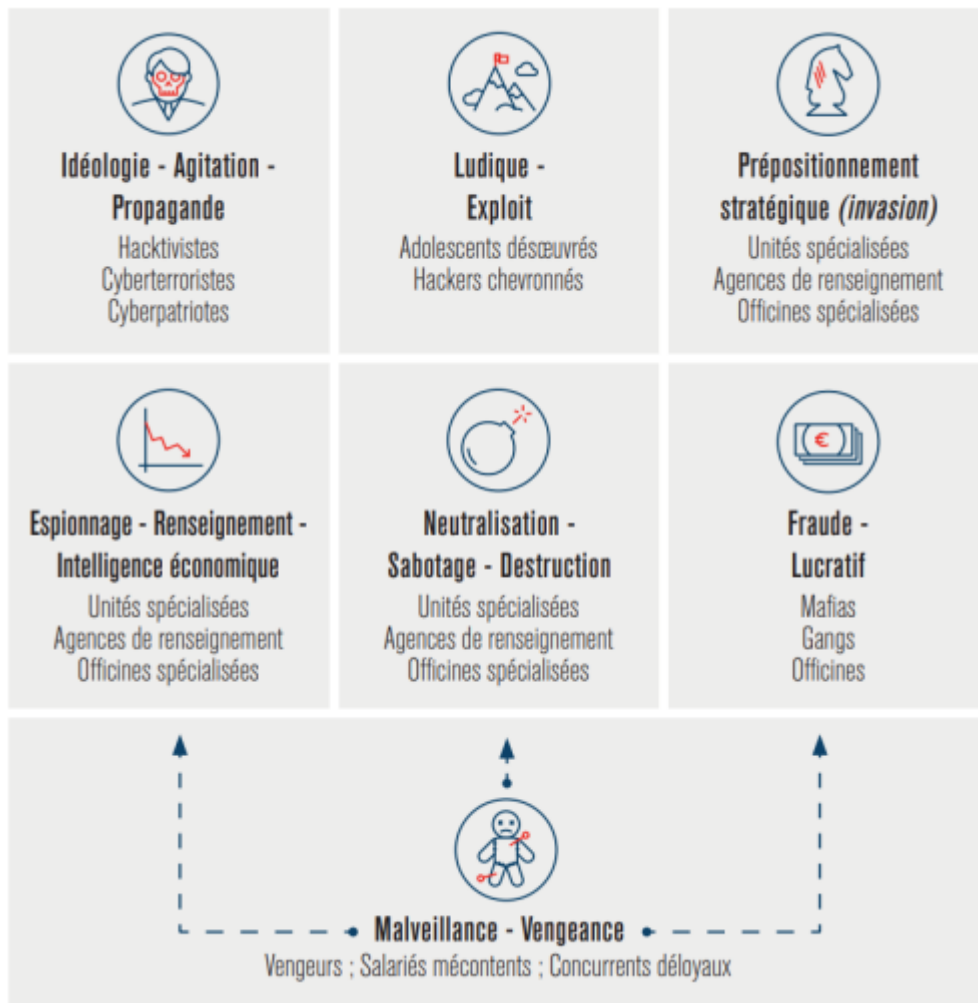 Idéologie - Agitation -
Propagande
Hacktivistes
Cyberterroristes
Cyberpatriotes
Ludique -
Exploit
Adolescents désœuvrés
Hackers chevronnés
Prépositionnement
stratégique (invasion)
Unités spécialisées
Agences de renseignement
Officines spécialisées
Espionnage - Renseignement -
Intelligence économique
Unités spécialisées
Agences de renseignement
Officines spécialisées
Neutralisation -
Sabotage - Destruction
Unités spécialisées
Agences de renseignement
Officines spécialisées
€
Fraude -
Lucratif
Mafias
Gangs
Officines
Malveillance - Vengeance
Vengeurs ; Salariés mécontents ; Concurrents déloyaux